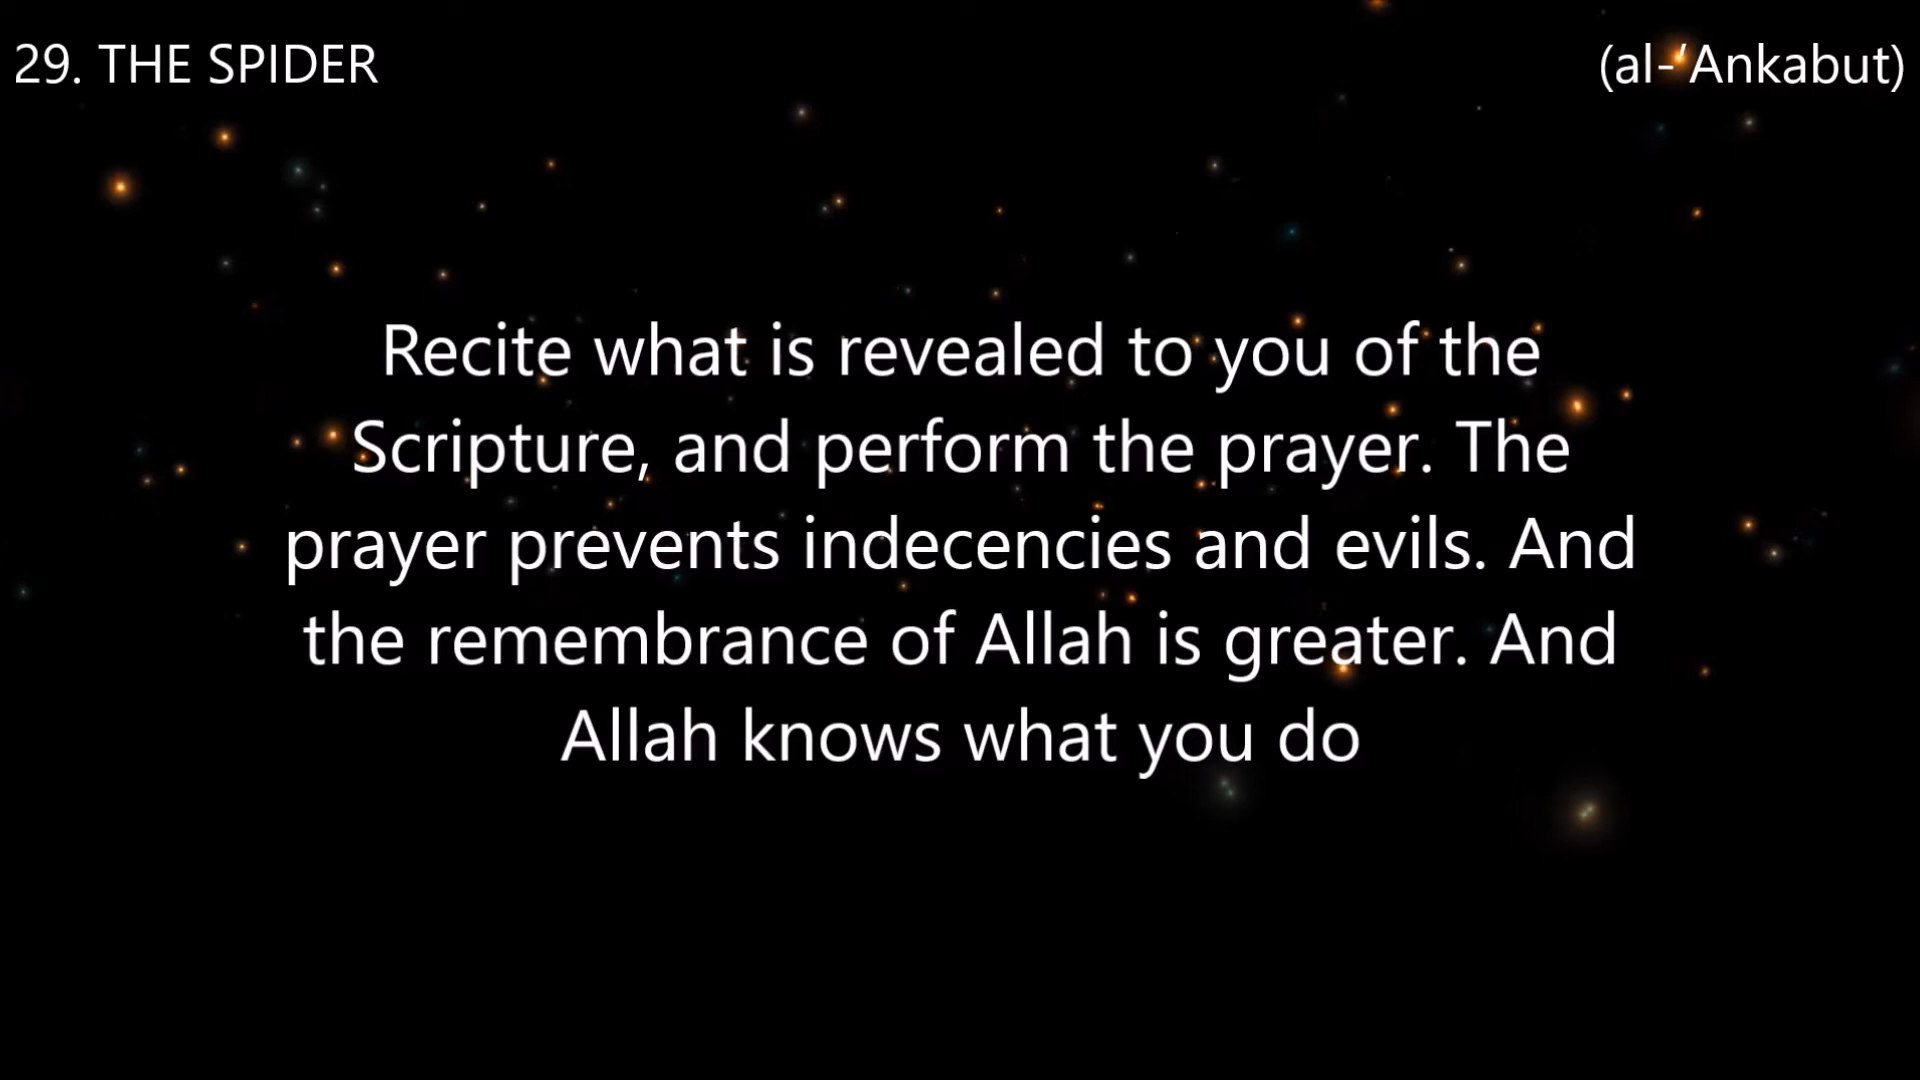 29. THE SPIDER
(al-'Ankabut)
Recite what is revealed to you of the
Scripture, and perform the prayer. The
prayer prevents indecencies and evils. And
the remembrance of Allah is greater. And
Allah knows what you do